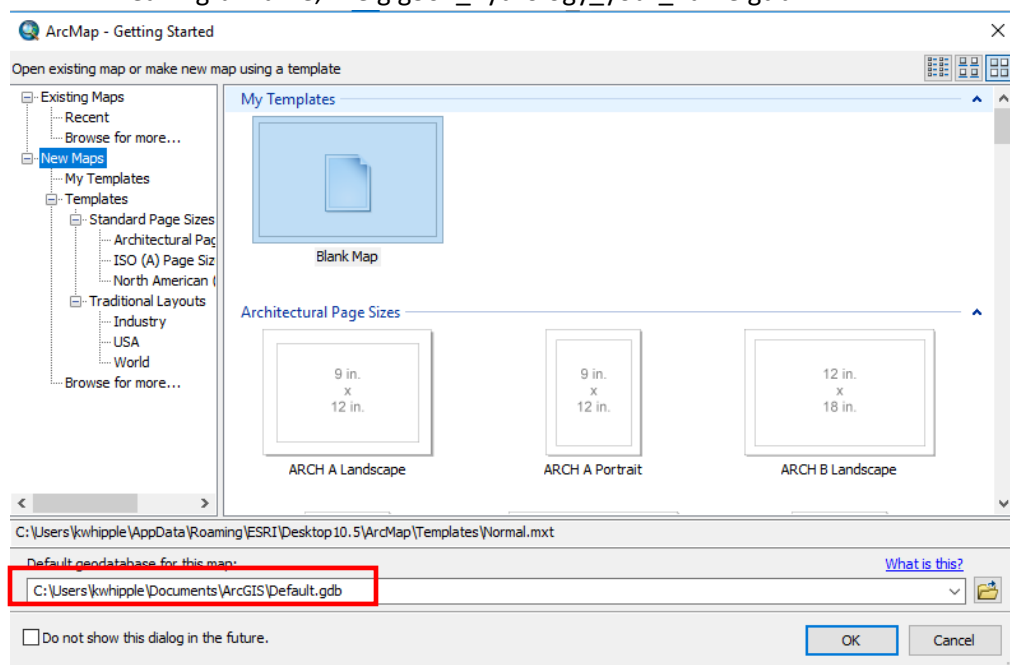 ArcMap - Getting Started
Open existing map or make new map using a template
Existing Maps
Recent
Browse for more...
New Maps
My Templates
Templates
Standard Page Sizes
Architectural Pag
ISO (A) Page Siz
North American (
Traditional Layouts
Industry
USA
World
Browse for more...
My Templates
Blank Map
Architectural Page Sizes
9 in.
x
12 in.
ARCH A Landscape
9 in.
x
12 in.
ARCH A Portrait
12 in.
x
18 in.
ARCH B Landscape
C:\Users\kwhipple\AppData\Roaming\ESRI\Desktop10.5\ArcMap\Templates\Normal.mxt
Default geodatabase for this map:
What is this?
C:\Users\kwhipple\Documents\ArcGIS\Default.gdb
Do not show this dialog in the future.
OK
Cancel